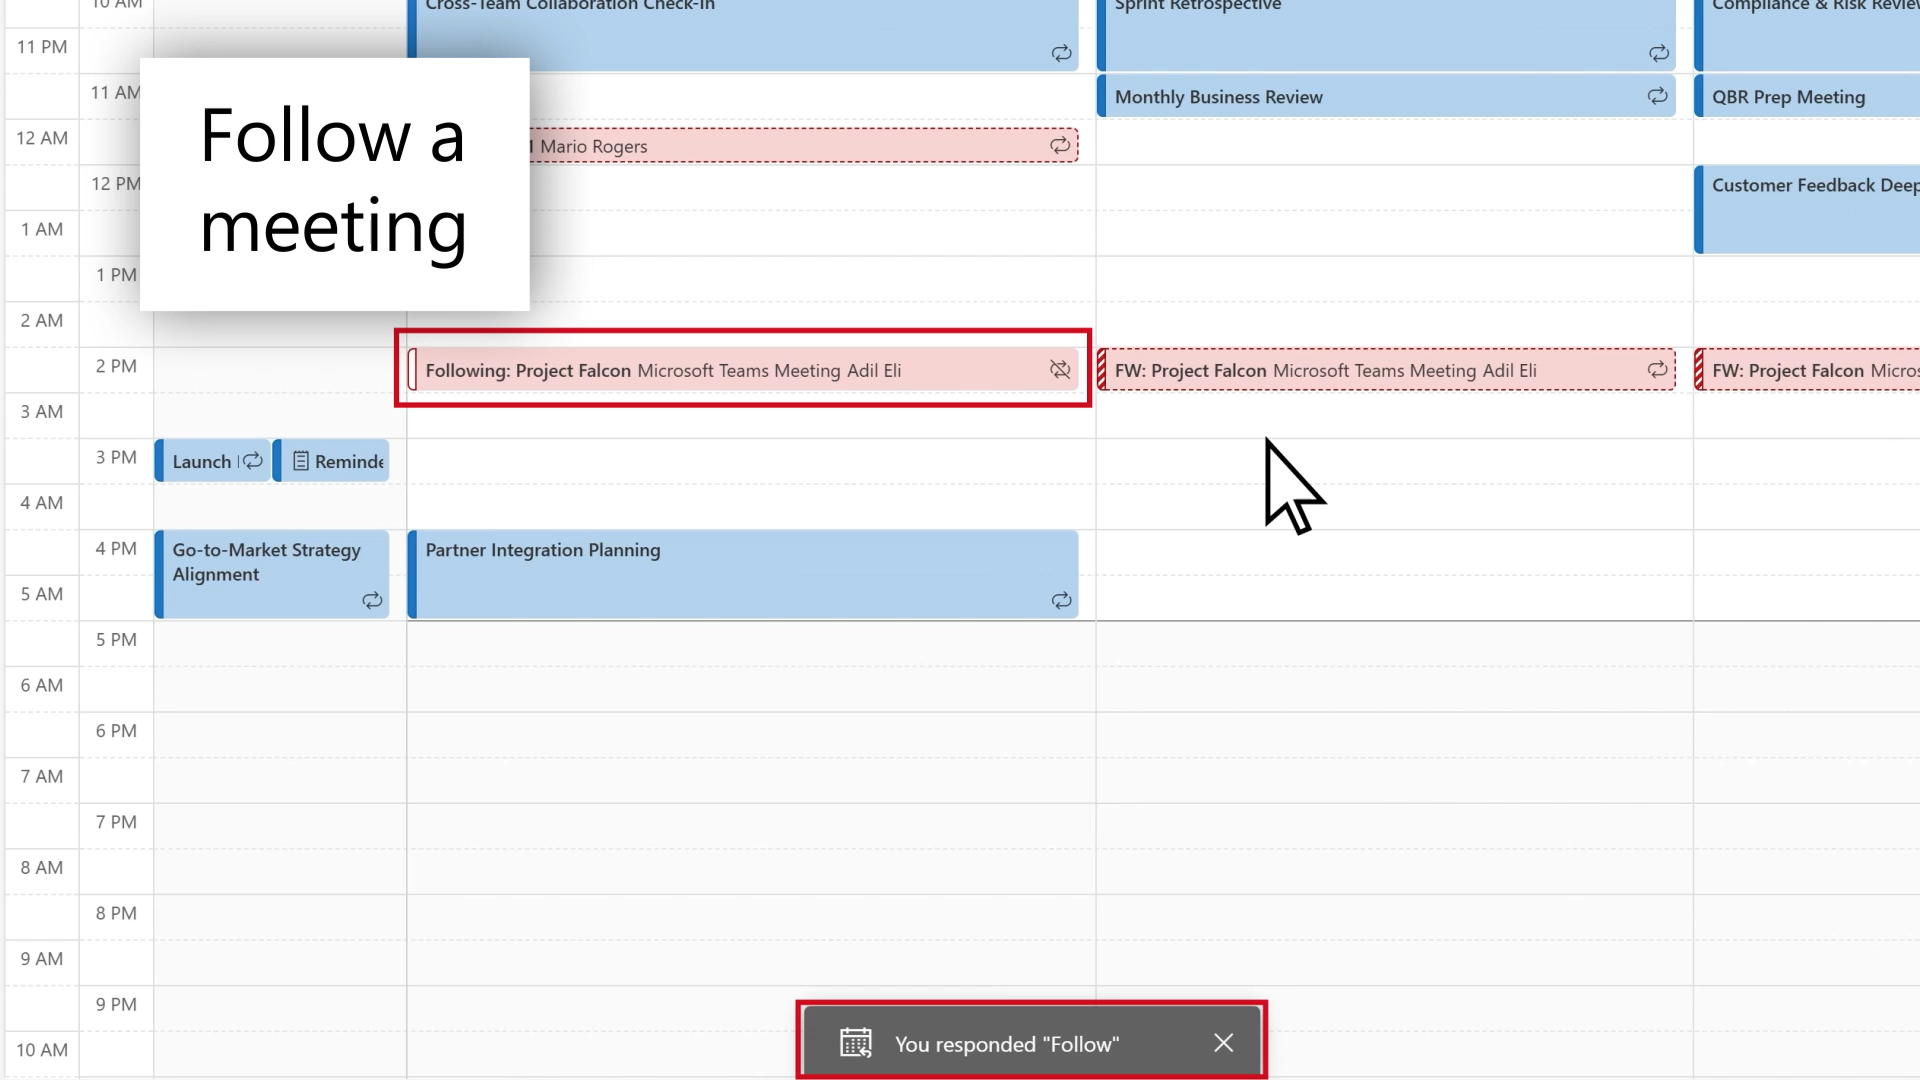 10 AM
Cross-Team Collaboration Check-In
Sprint Retrospective
Compliance & Risk Review
11 PM
11 AM
Monthly Business Review
QBR Prep Meeting
Follow a
meeting
12 AM
Mario Rogers
12 PM
Customer Feedback Deep
1 AM
1 PM
2 AM
2 PM
Following: Project Falcon Microsoft Teams Meeting Adil Eli
FW: Project Falcon Microsoft Teams Meeting Adil Eli
FW: Project Falcon Micros
3 AM
3 PM
Launch
Reminde
4 AM
4 PM
Go-to-Market Strategy
Alignment
Partner Integration Planning
5 AM
5 PM
6 AM
6 PM
7 AM
7 PM
8 AM
8 PM
9 AM
9 PM
10 AM
You responded "Follow"